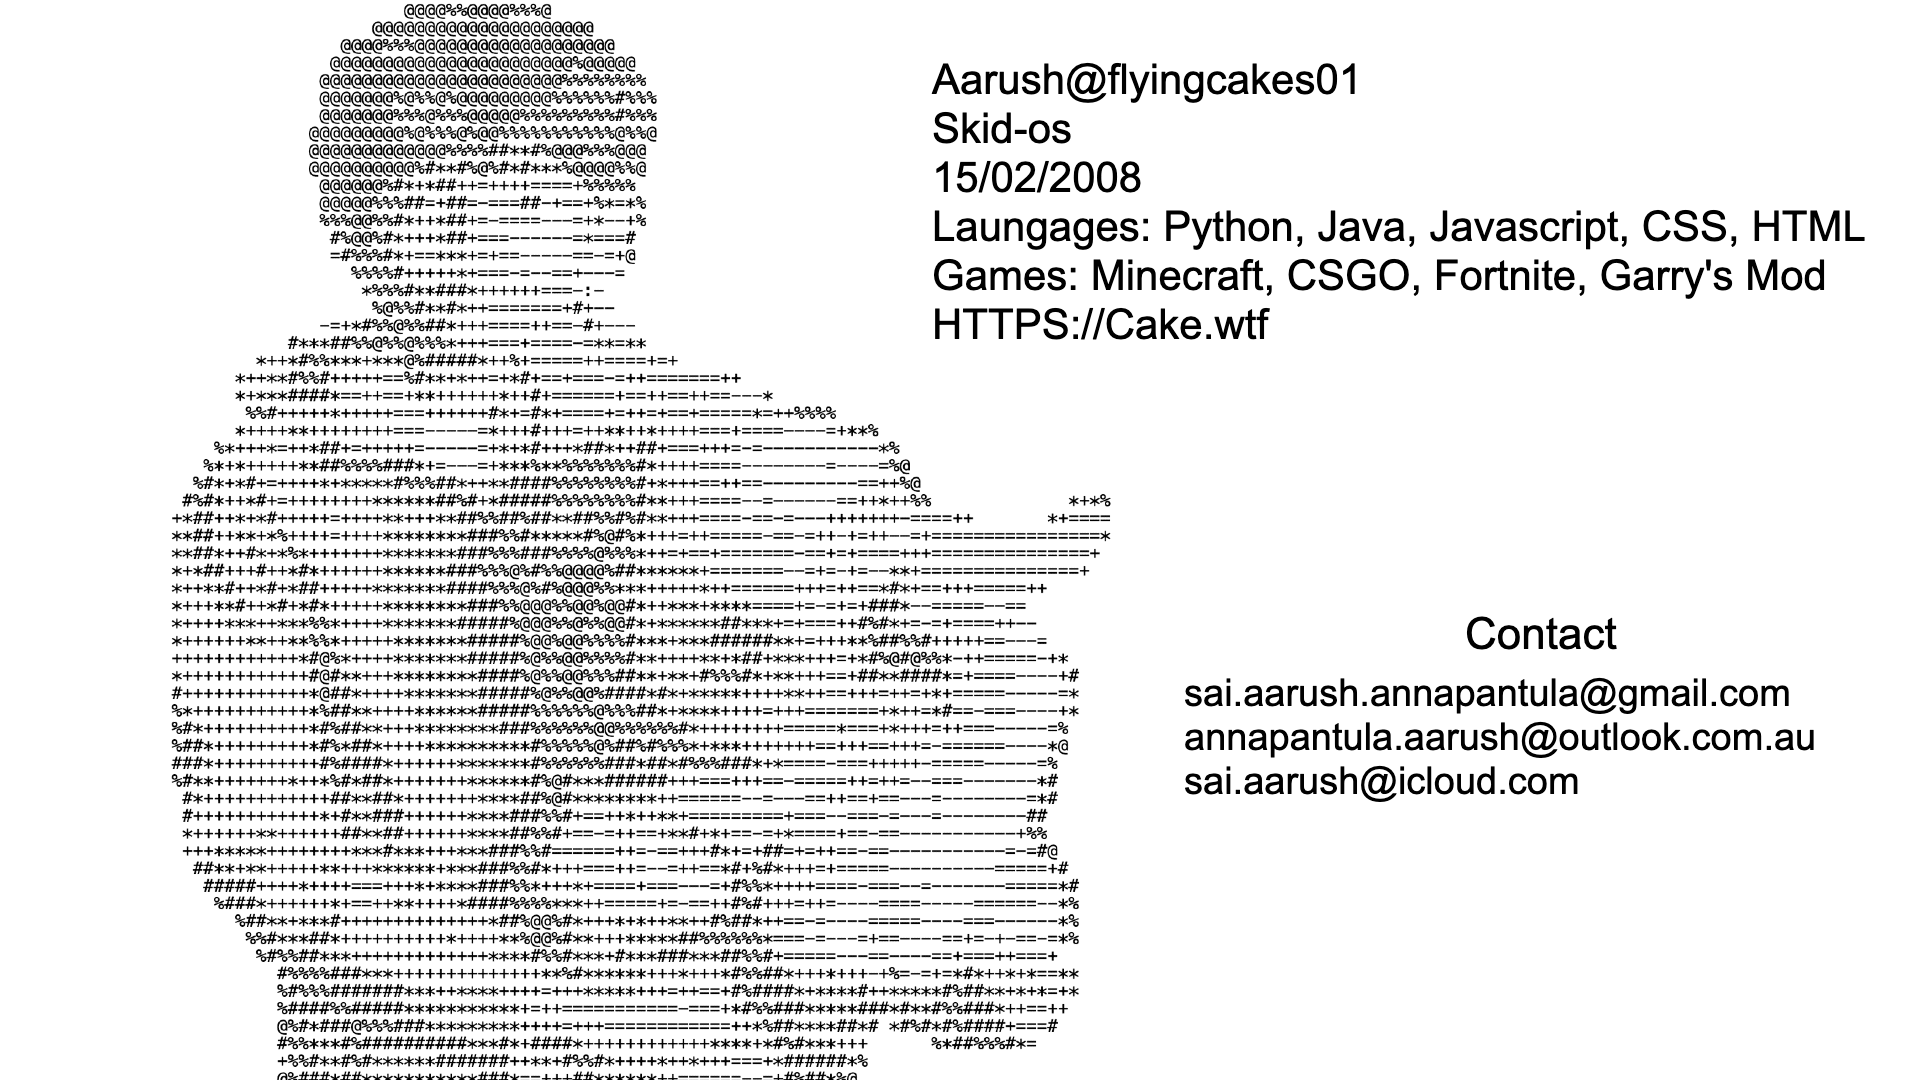 Aarush@flyingcakes01
Skid-os
15/02/2008
Laungages: Python, Java, Javascript, CSS, HTML
Games: Minecraft, CSGO, Fortnite, Garry's Mod
HTTPS://Cake.wtf
Contact
sai.aarush.annapantula@gmail.com
annapantula.aarush@outlook.com.au
sai.aarush@icloud.com